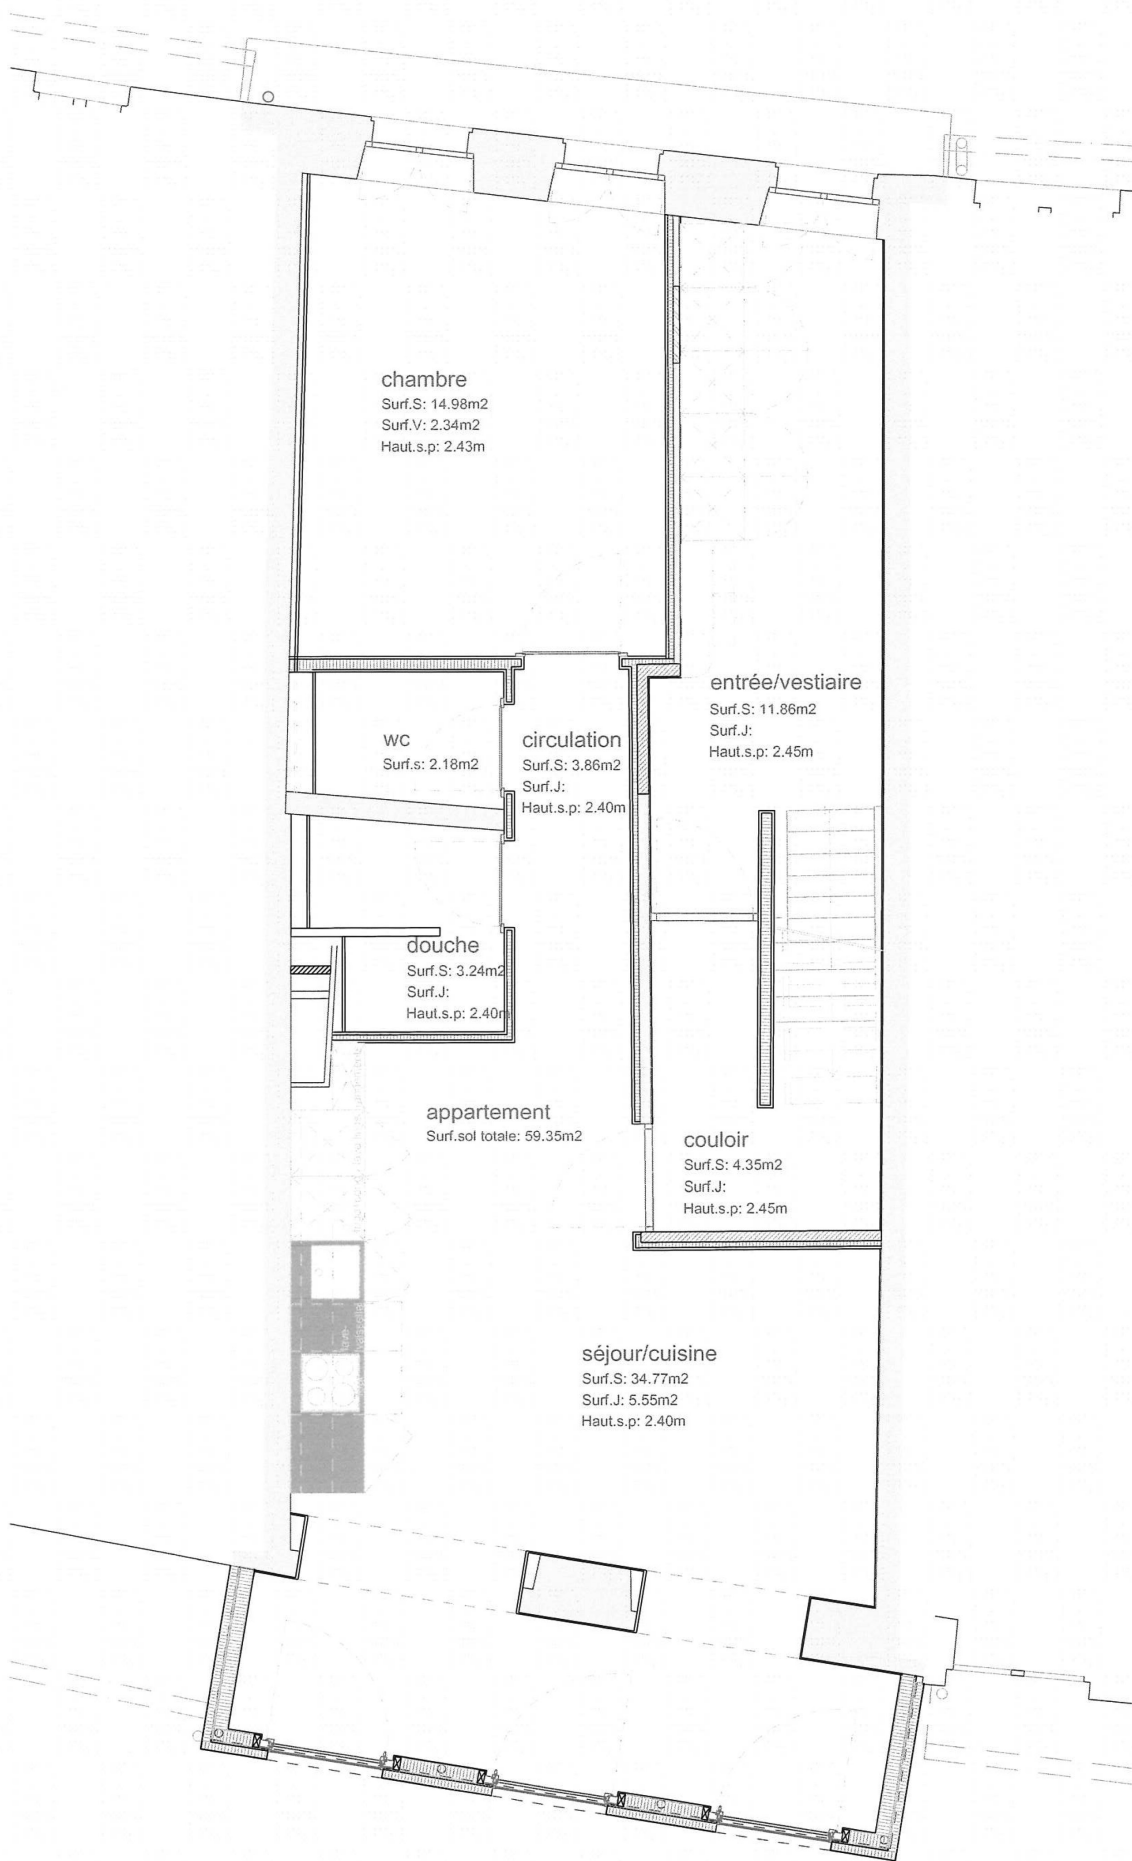 chambre
Surf.S: 14.98m2
Surf.V: 2.34m2
Haut.s.p: 2.43m
entrée/vestiaire
Surf.S: 11.86m2
Surf.J:
Haut.s.p: 2.45m
wc
Surf.s: 2.18m2
circulation
Surf.S: 3.86m2
Surf.J:
Haut.s.p: 2.40m
douche
Surf.S: 3.24m2
Surf.J:
Haut.s.p: 2.40m
appartement
Surf.sol totale: 59.35m2
couloir
Surf.S: 4.35m2
Surf.J:
Haut.s.p: 2.45m
séjour/cuisine
Surf.S: 34.77m2
Surf.J: 5.55m2
Haut.s.p: 2.40m